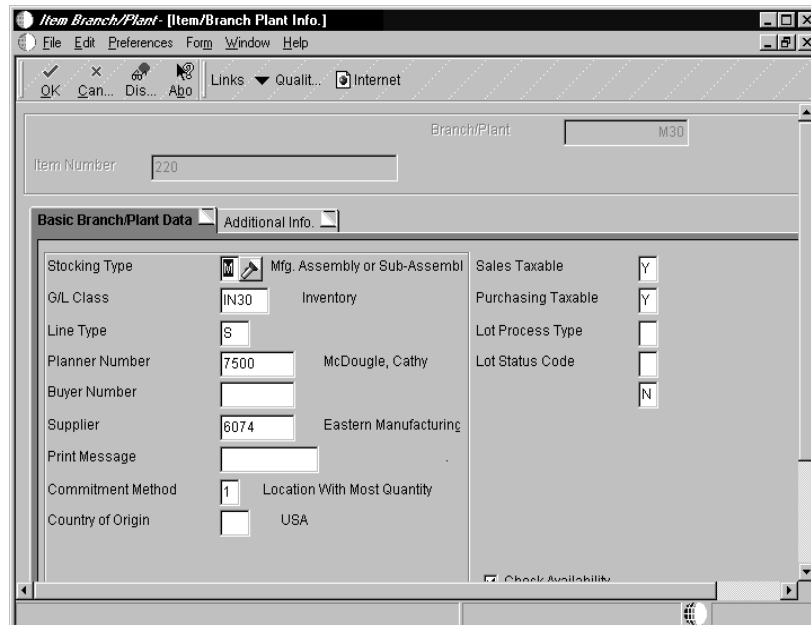 Item Branch/Plant - [Item/Branch Plant Info.]
File Edit Preferences Form Window Help
OK Can... Dis... Abo Links Qualit... Internet
Branch/Plant M30
Item Number 220
Basic Branch/Plant Data Additional Info.
Stocking Type M Mfg. Assembly or Sub-Assembl Sales Taxable Y
G/L Class IN30 Inventory Purchasing Taxable Y
Line Type S Lot Process Type
Planner Number 7500 McDougle, Cathy Lot Status Code
Buyer Number N
Supplier 6074 Eastern Manufacturing
Print Message .
Commitment Method 1 Location With Most Quantity
Country of Origin USA
Check Availability